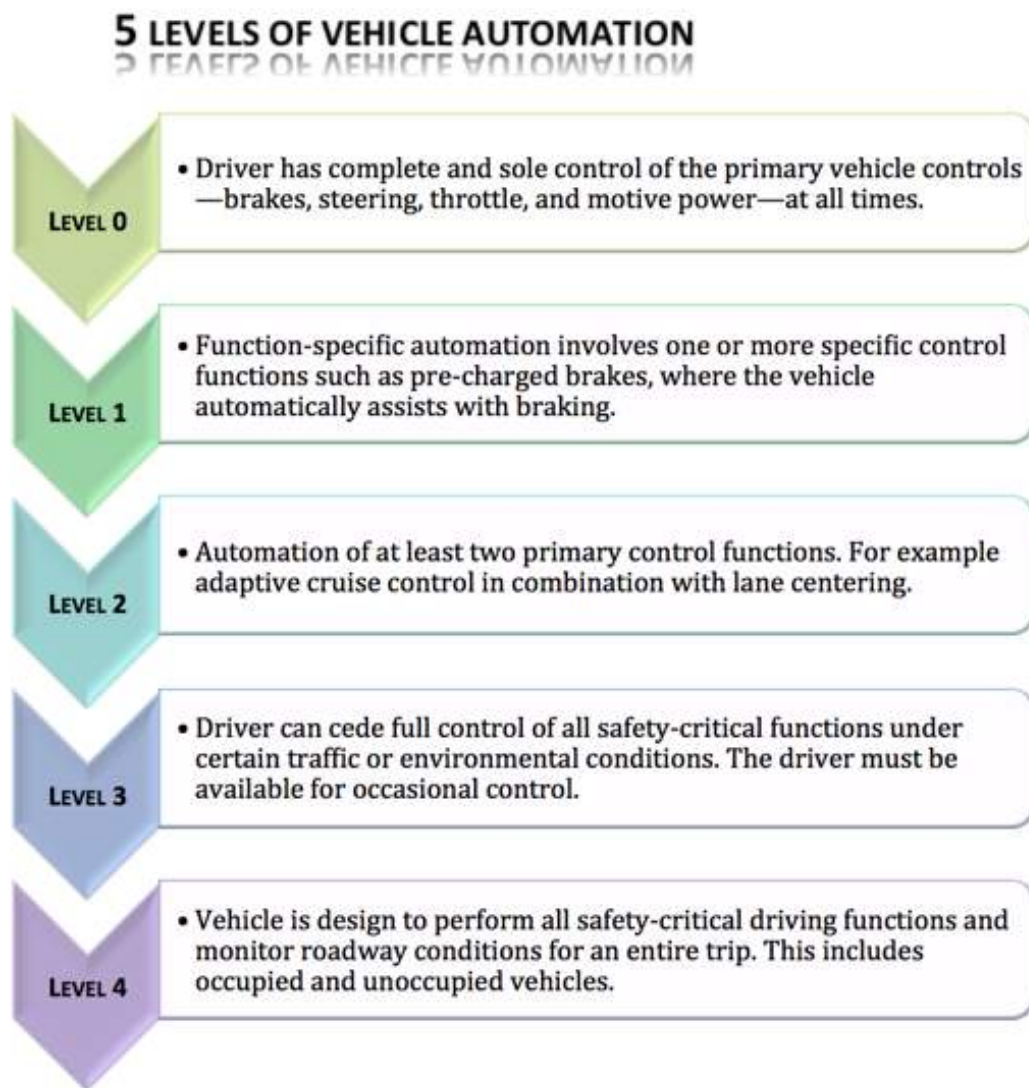 5 LEVELS OF VEHICLE AUTOMATION
LEVEL 0
• Driver has complete and sole control of the primary vehicle controls
—brakes, steering, throttle, and motive power—at all times.
LEVEL 1
• Function-specific automation involves one or more specific control
functions such as pre-charged brakes, where the vehicle
automatically assists with braking.
LEVEL 2
• Automation of at least two primary control functions. For example
adaptive cruise control in combination with lane centering.
LEVEL 3
• Driver can cede full control of all safety-critical functions under
certain traffic or environmental conditions. The driver must be
available for occasional control.
LEVEL 4
• Vehicle is design to perform all safety-critical driving functions and
monitor roadway conditions for an entire trip. This includes
occupied and unoccupied vehicles.